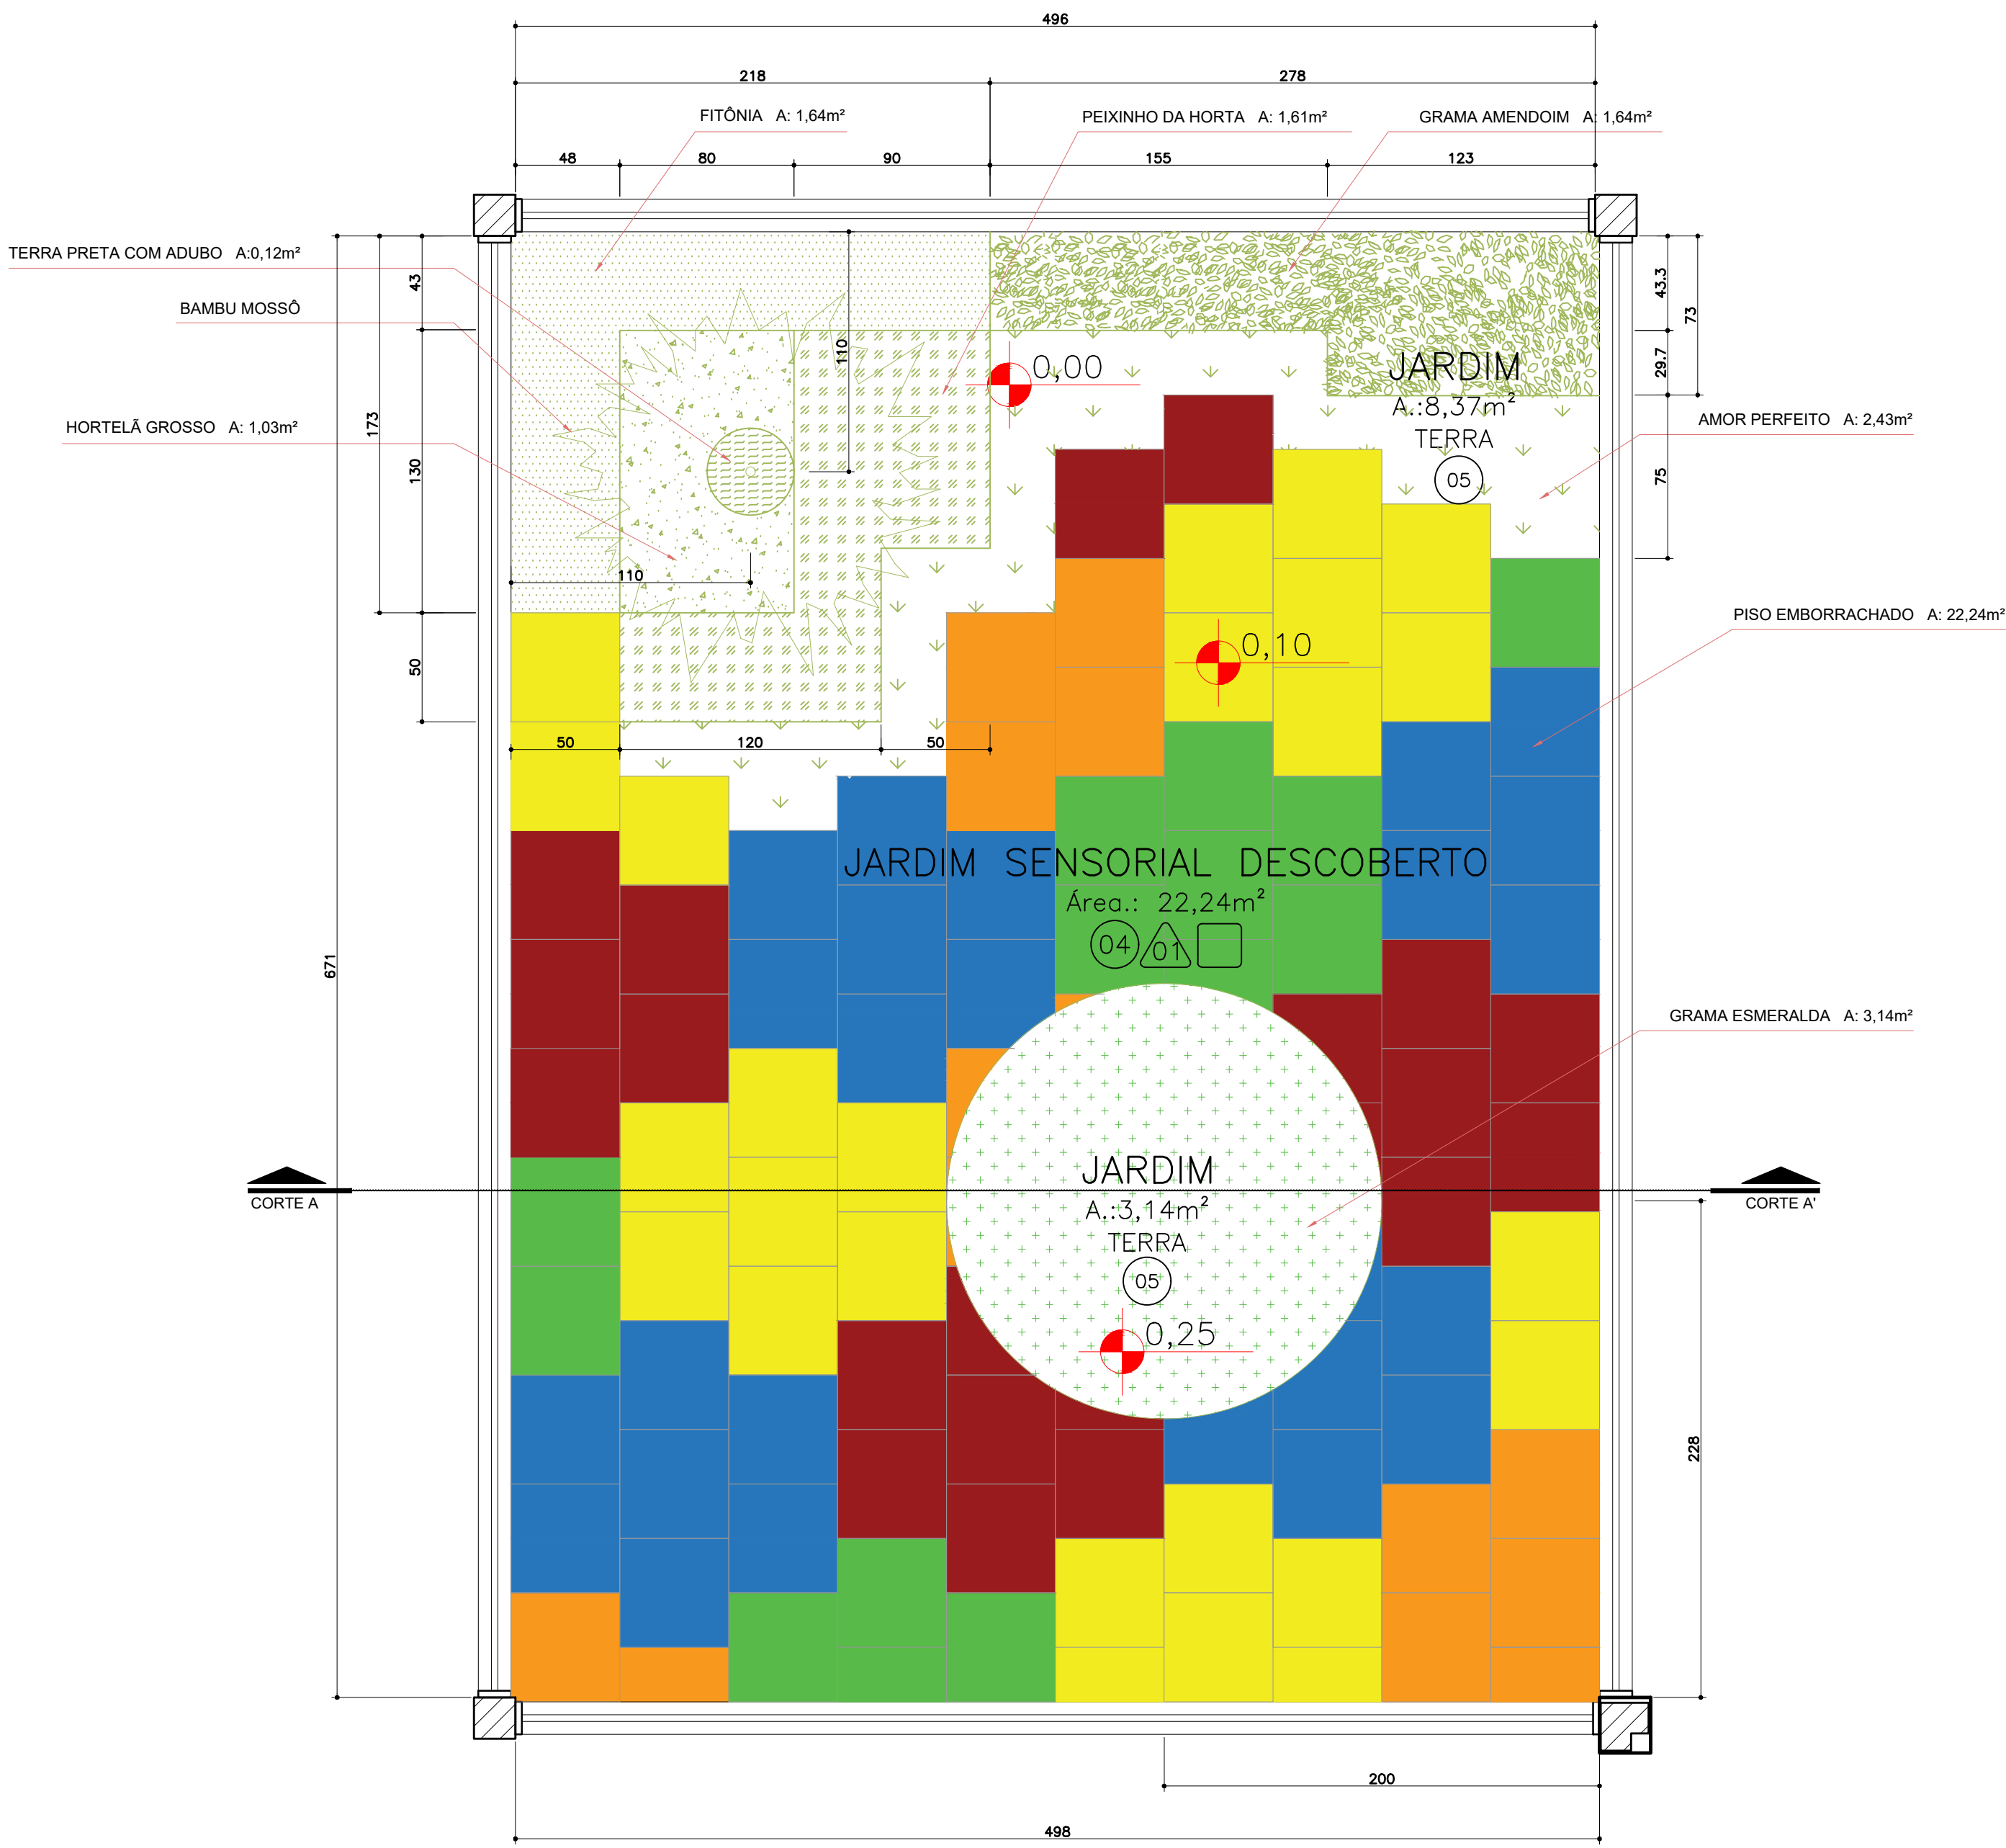 496
218
278
FITÔNIA A: 1,64m²
PEIXINHO DA HORTA A: 1,61m²
GRAMA AMENDOIM A: 1,64m²
48
80
90
155
123
TERRA PRETA COM ADUBO A:0,12m²
BAMBU MOSSÔ
HORTELÃ GROSSO A: 1,03m²
43
173
130
50
671
110
110
0,00
JARDIM
A.:8,37m²
TERRA
05
43.3
73
29.7
75
AMOR PERFEITO A: 2,43m²
PISO EMBORRACHADO A: 22,24m²
0,10
50
120
50
JARDIM SENSORIAL DESCOBERTO
Área.: 22,24m²
04
01
GRAMA ESMERALDA A: 3,14m²
JARDIM
A.:3,14m²
TERRA
05
0,25
CORTE A
CORTE A'
228
200
498